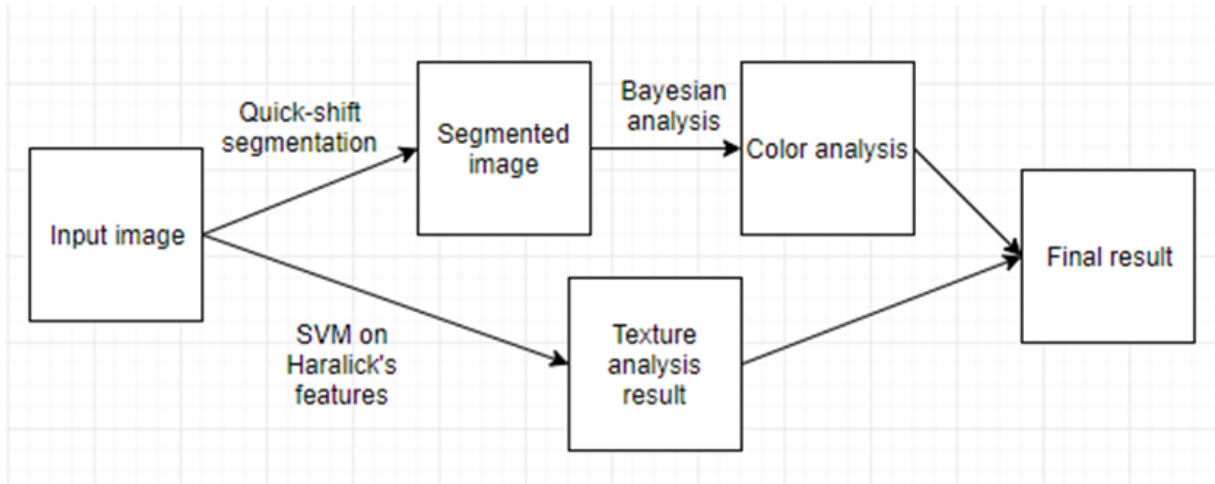 Input image
Quick-shift
segmentation
Segmented
image
Bayesian
analysis
Color analysis
SVM on
Haralick's
features
Texture
analysis
result
Final result